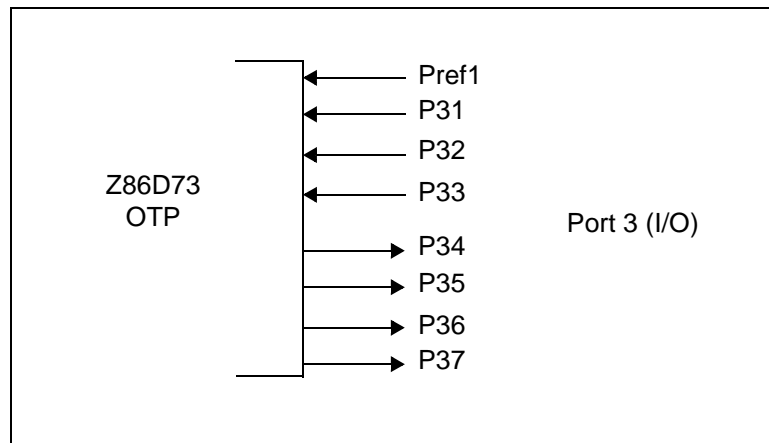 Pref1
P31
P32
P33
Z86D73
OTP
Port 3 (I/O)
P34
P35
P36
P37